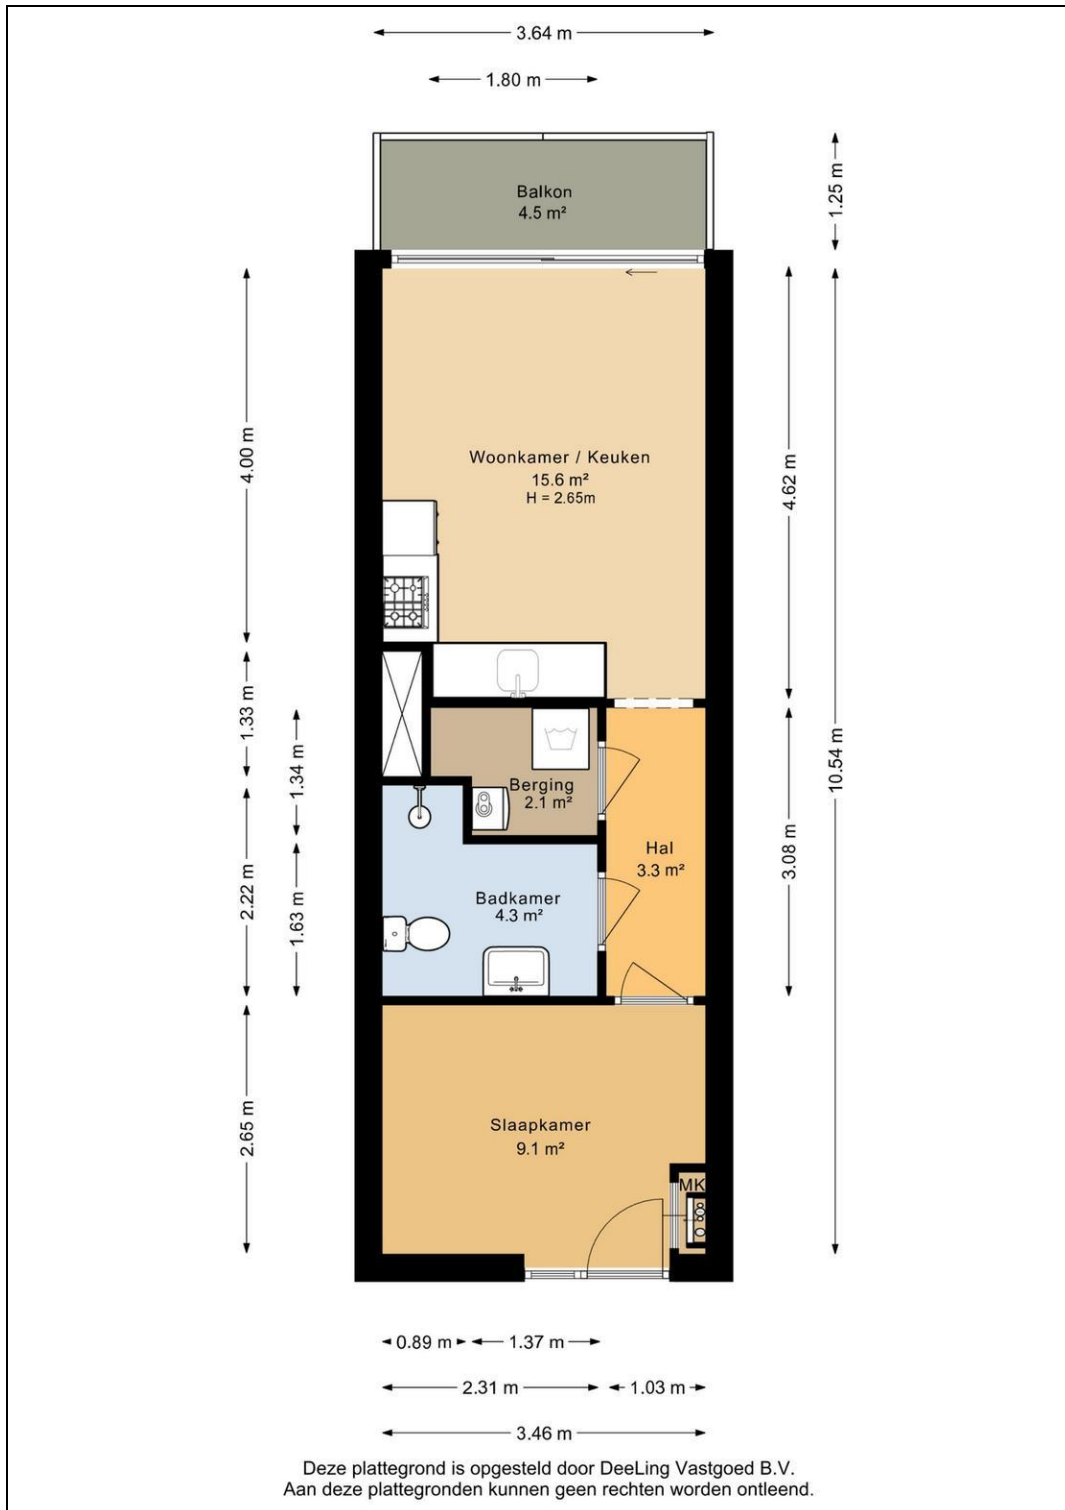 3.64 m
1.80 m
Balkon
4.5 m²
1.25 m
Woonkamer / Keuken
15.6 m²
H = 2.65m
4.00 m
4.62 m
10.54 m
1.33 m
1.34 m
Berging
2.1 m²
Hal
3.3 m²
3.08 m
2.22 m
1.63 m
Badkamer
4.3 m²
Slaapkamer
9.1 m²
2.65 m
MK
0.89 m
1.37 m
2.31 m
1.03 m
3.46 m
Deze plattegrond is opgesteld door DeeLing Vastgoed B.V.
Aan deze plattegronden kunnen geen rechten worden ontleend.